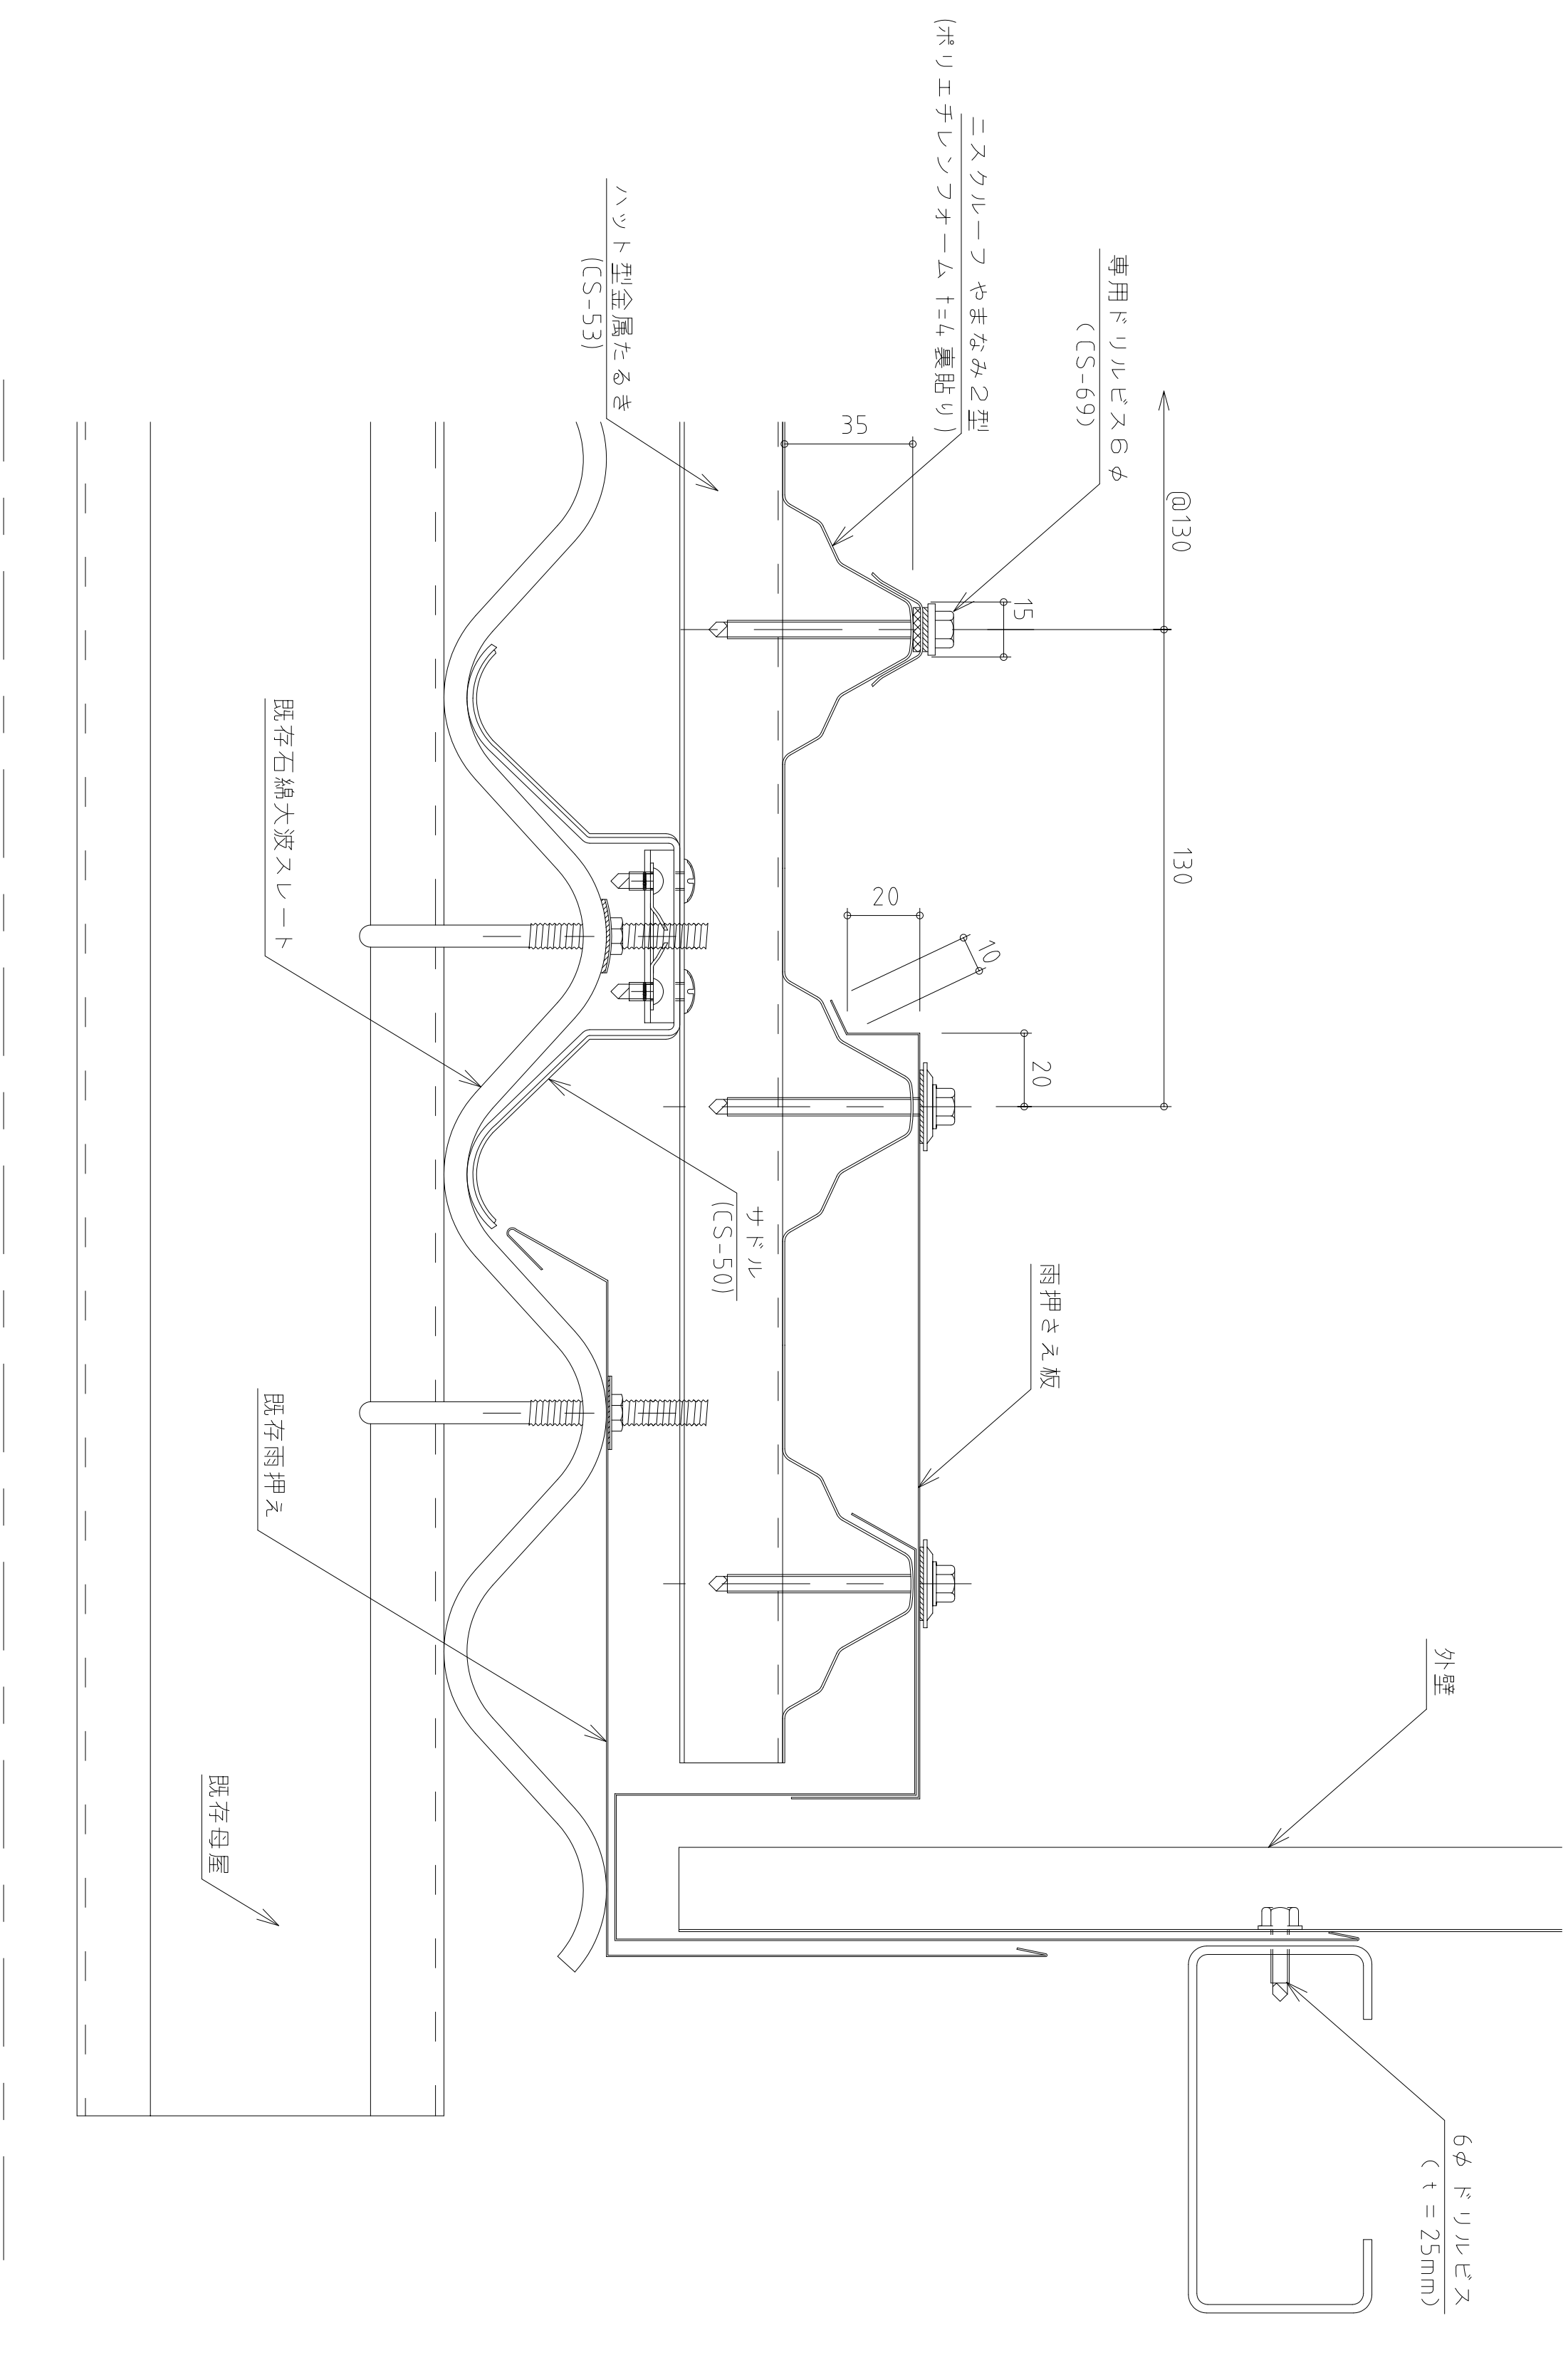 専用ドリルビス6φ
(CS-69)
ニスクルーフ やまなみ2型
(ポリエチレンフォーム t=4 裏貼り)
ハット型金属たるき
(CS-53)
@130
130
15
35
20
10
20
サドル
(CS-50)
雨押さえ板
既存石綿大波スレート
既存雨押え
既存母屋
外壁
6φ ドリルビス
( t = 25mm)